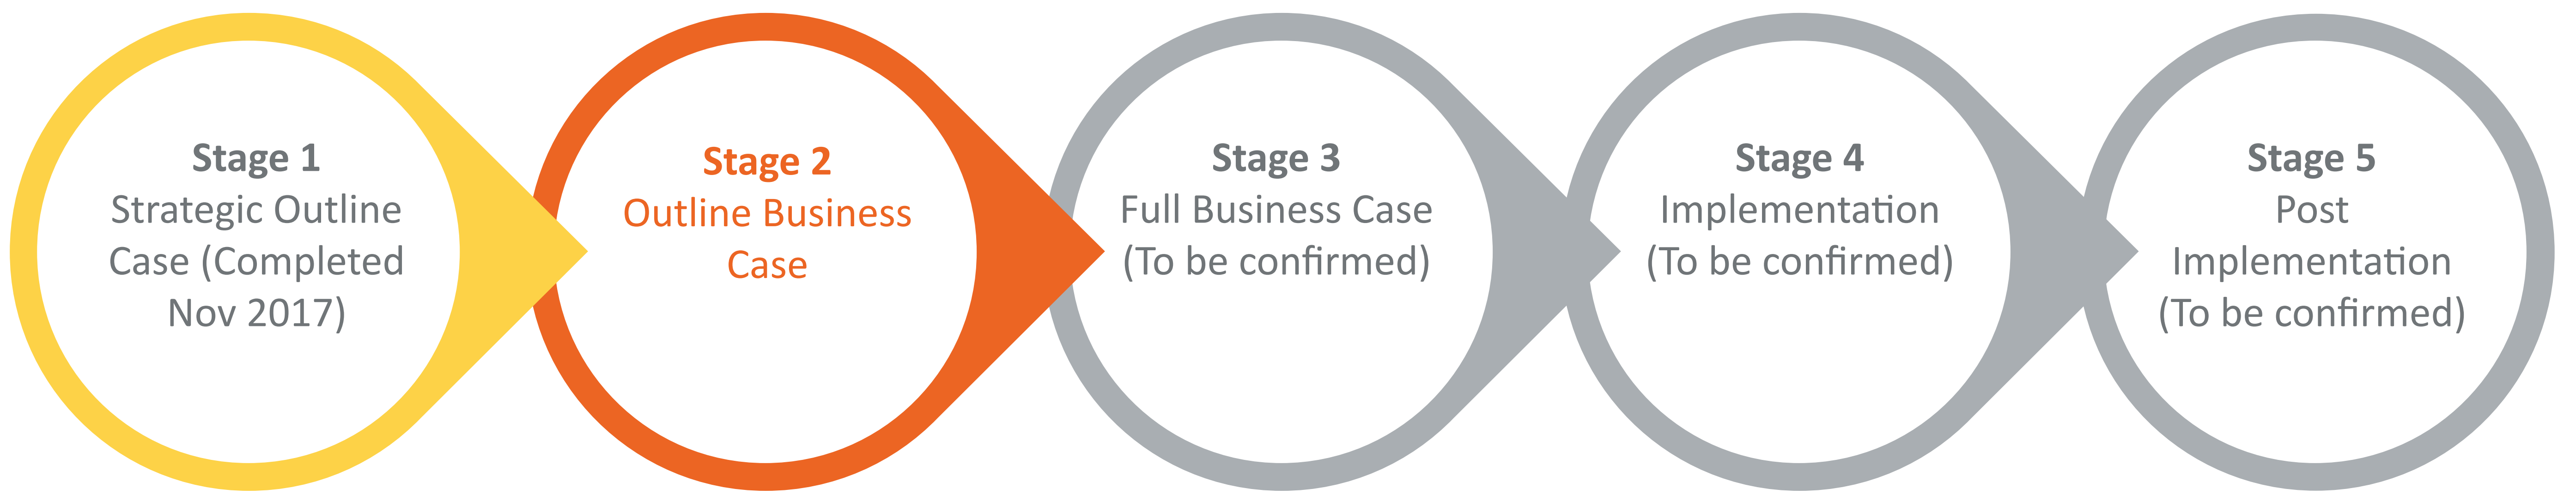 Stage 1
Strategic Outline
Case (Completed
Nov 2017)
Stage 2
Outline Business
Case
Stage 3
Full Business Case
(To be confirmed)
Stage 4
Implementation
(To be confirmed)
Stage 5
Post
Implementation
(To be confirmed)